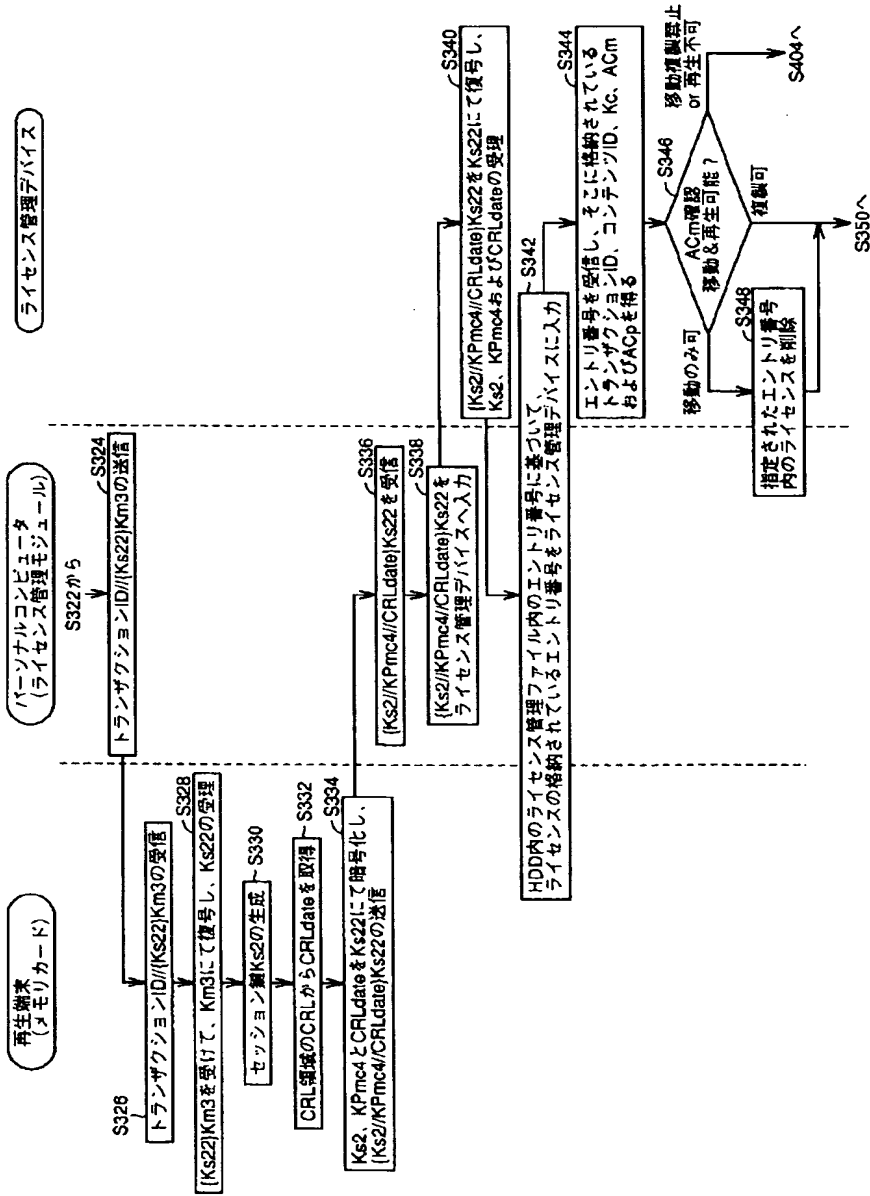 再生端末
(メモリカード)
パーソナルコンピュータ
(ライセンス管理モジュール)
ライセンス管理デバイス
S322から
S324
トランザクションID//{Ks22}Km3の送信
S326
トランザクションID//{Ks22}Km3の受信
S328
{Ks22}Km3を受けて、Km3にて復号し、Ks22の受理
S330
セッション鍵Ks2の生成
S332
CRL領域のCRLからCRLdateを取得
S334
Ks2、KPmc4とCRLdateをKs22にて暗号化し、
{Ks2//KPmc4//CRLdate}Ks22の送信
S336
{Ks2//KPmc4//CRLdate}Ks22を受信
S338
{Ks2//KPmc4//CRLdate}Ks22を
ライセンス管理デバイスへ入力
S340
{Ks2//KPmc4//CRLdate}Ks22をKs22にて復号し、
Ks2、KPmc4およびCRLdateの受理
S342
HDD内のライセンス管理ファイル内のエントリ番号に基づいて、
ライセンスの格納されているエントリ番号をライセンス管理デバイスに入力
S344
エントリ番号を受信し、そこに格納されている
トランザクションID、コンテンツID、Kc、ACm
およびACpを得る
S346
ACm確認
移動&再生可能?
移動複製禁止
or 再生不可
S404へ
移動のみ可
複製可
S348
指定されたエントリ番号
内のライセンスを削除
S350へ